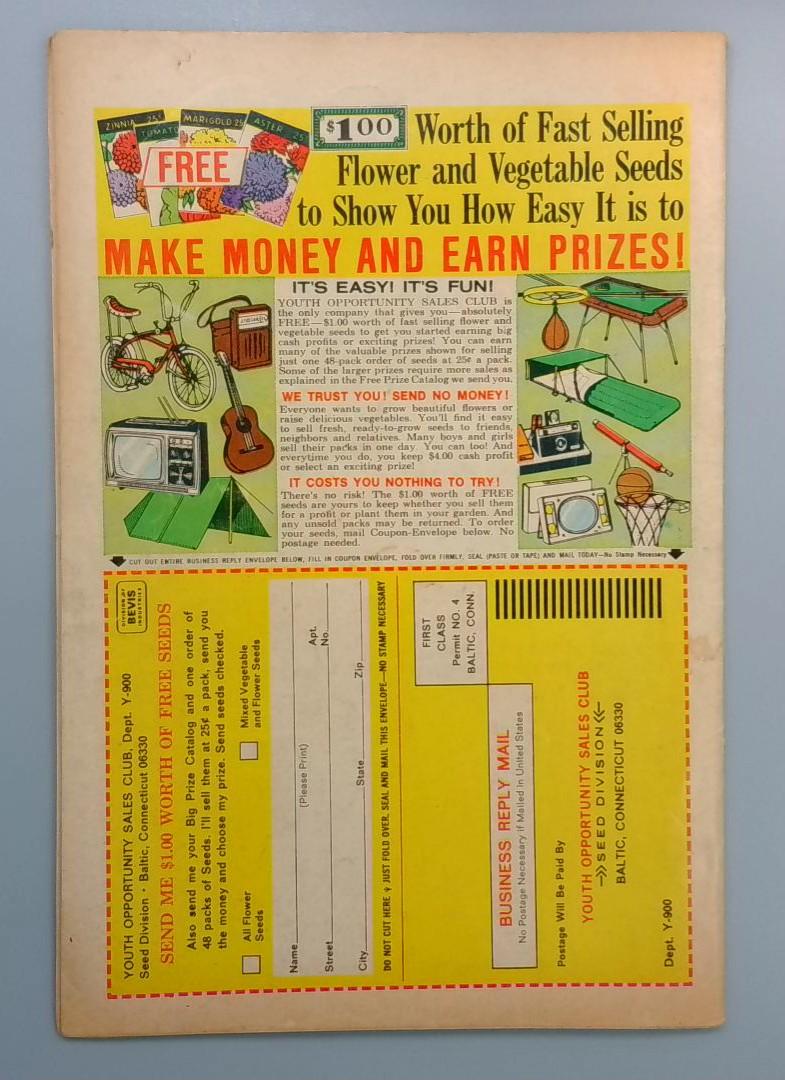 ZINNIA 25¢
TOMATO
MARIGOLD 25
ASTER 25
FREE
$1.00 Worth of Fast Selling
Flower and Vegetable Seeds
to Show You How Easy It is to
MAKE MONEY AND EARN PRIZES!
IT'S EASY! IT'S FUN!
YOUTH OPPORTUNITY SALES CLUB is
the only company that gives you—absolutely
FREE—$1.00 worth of fast selling flower and
vegetable seeds to get you started earning big
cash profits or exciting prizes! You can earn
many of the valuable prizes shown for selling
just one 48-pack order of seeds at 25¢ a pack.
Some of the larger prizes require more sales as
explained in the Free Prize Catalog we send you.
WE TRUST YOU! SEND NO MONEY!
Everyone wants to grow beautiful flowers or
raise delicious vegetables. You'll find it easy
to sell fresh, ready-to-grow seeds to friends,
neighbors and relatives. Many boys and girls
sell their packs in one day. You can too! And
everytime you do, you keep $4.00 cash profit
or select an exciting prize!
IT COSTS YOU NOTHING TO TRY!
There's no risk! The $1.00 worth of FREE
seeds are yours to keep whether you sell them
for a profit or plant them in your garden. And
any unsold packs may be returned. To order
your seeds, mail Coupon-Envelope below. No
postage needed.
CUT OUT ENTIRE BUSINESS REPLY ENVELOPE BELOW, FILL IN COUPON ENVELOPE, FOLD OVER FIRMLY, SEAL (PASTE OR TAPE) AND MAIL TODAY—No Stamp Necessary
DIVISION OF
BEVIS
INDUSTRIES
YOUTH OPPORTUNITY SALES CLUB, Dept. Y-900
Seed Division • Baltic, Connecticut 06330
SEND ME $1.00 WORTH OF FREE SEEDS
Also send me your Big Prize Catalog and one order of
48 packs of Seeds. I'll sell them at 25¢ a pack, send you
the money and choose my prize. Send seeds checked.
All Flower
Seeds
Mixed Vegetable
and Flower Seeds
Name
(Please Print)
Street
Apt.
No.
City
State
Zip
DO NOT CUT HERE JUST FOLD OVER, SEAL AND MAIL THIS ENVELOPE—NO STAMP NECESSARY
FIRST
CLASS
Permit NO. 4
BALTIC, CONN.
BUSINESS REPLY MAIL
No Postage Necessary if Mailed in United States
Postage Will Be Paid By
YOUTH OPPORTUNITY SALES CLUB
SEED DIVISION
BALTIC, CONNECTICUT 06330
Dept. Y-900